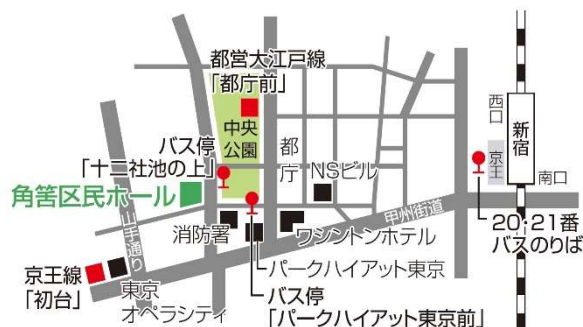 都営大江戸線
「都庁前」
中央
公園
バス停
「十二社池の上」
角筈区民ホール
都庁
NSビル
西口
京王
新宿
南口
甲州街道
20・21番
バスのりば
山手通り
消防署
ワシントンホテル
パークハイアット東京
バス停
「パークハイアット東京前」
京王線
「初台」
東京
オペラシティ